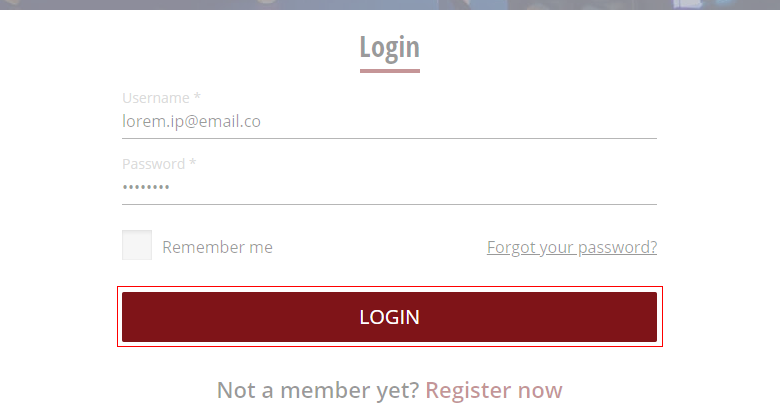 Login
Username *
lorem.ip@email.co
Password *
••••••••
Remember me
Forgot your password?
LOGIN
Not a member yet? Register now